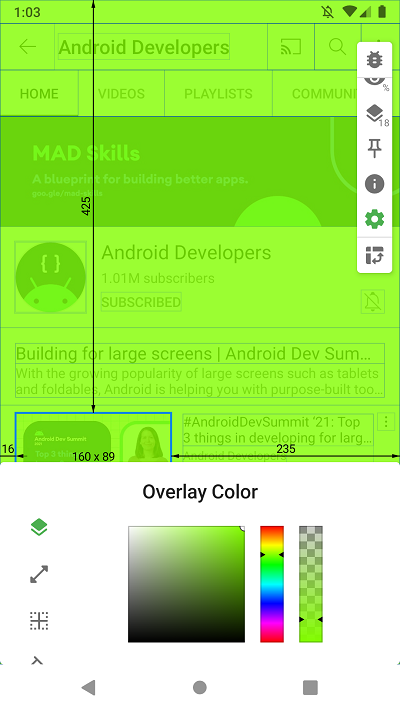 1:03
Android Developers
HOME
VIDEOS
PLAYLISTS
COMMUNI
%
18
MAD Skills
A blueprint for building better apps.
goo.gle/mad-skills
425
{ }
Android Developers
1.01M subscribers
SUBSCRIBED
Building for large screens | Android Dev Sum...
With the growing popularity of large screens such as tablets
and foldables, Android is helping you with purpose-built too...
Android Dev Summit
Top 3 thin
#AndroidDevSummit '21: Top
3 things in developing for larg...
Android Developers
16
160 x 89
235
Overlay Color